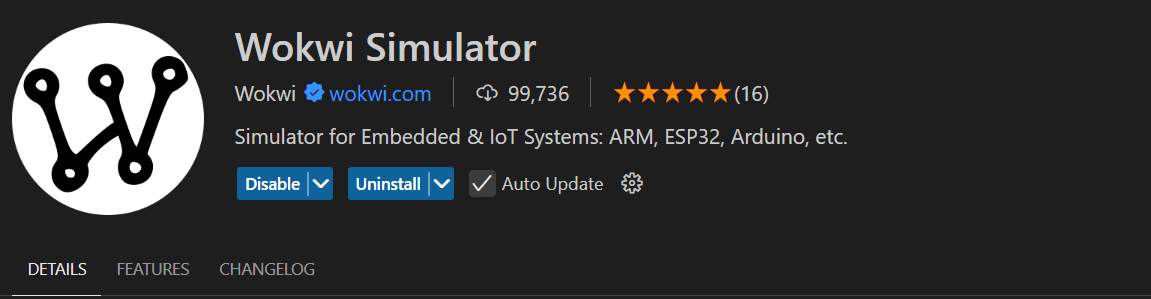 Wokwi Simulator
Wokwi wokwi.com 99,736 ★★★★★(16)
Simulator for Embedded & IoT Systems: ARM, ESP32, Arduino, etc.
Disable Uninstall Auto Update
DETAILS FEATURES CHANGELOG